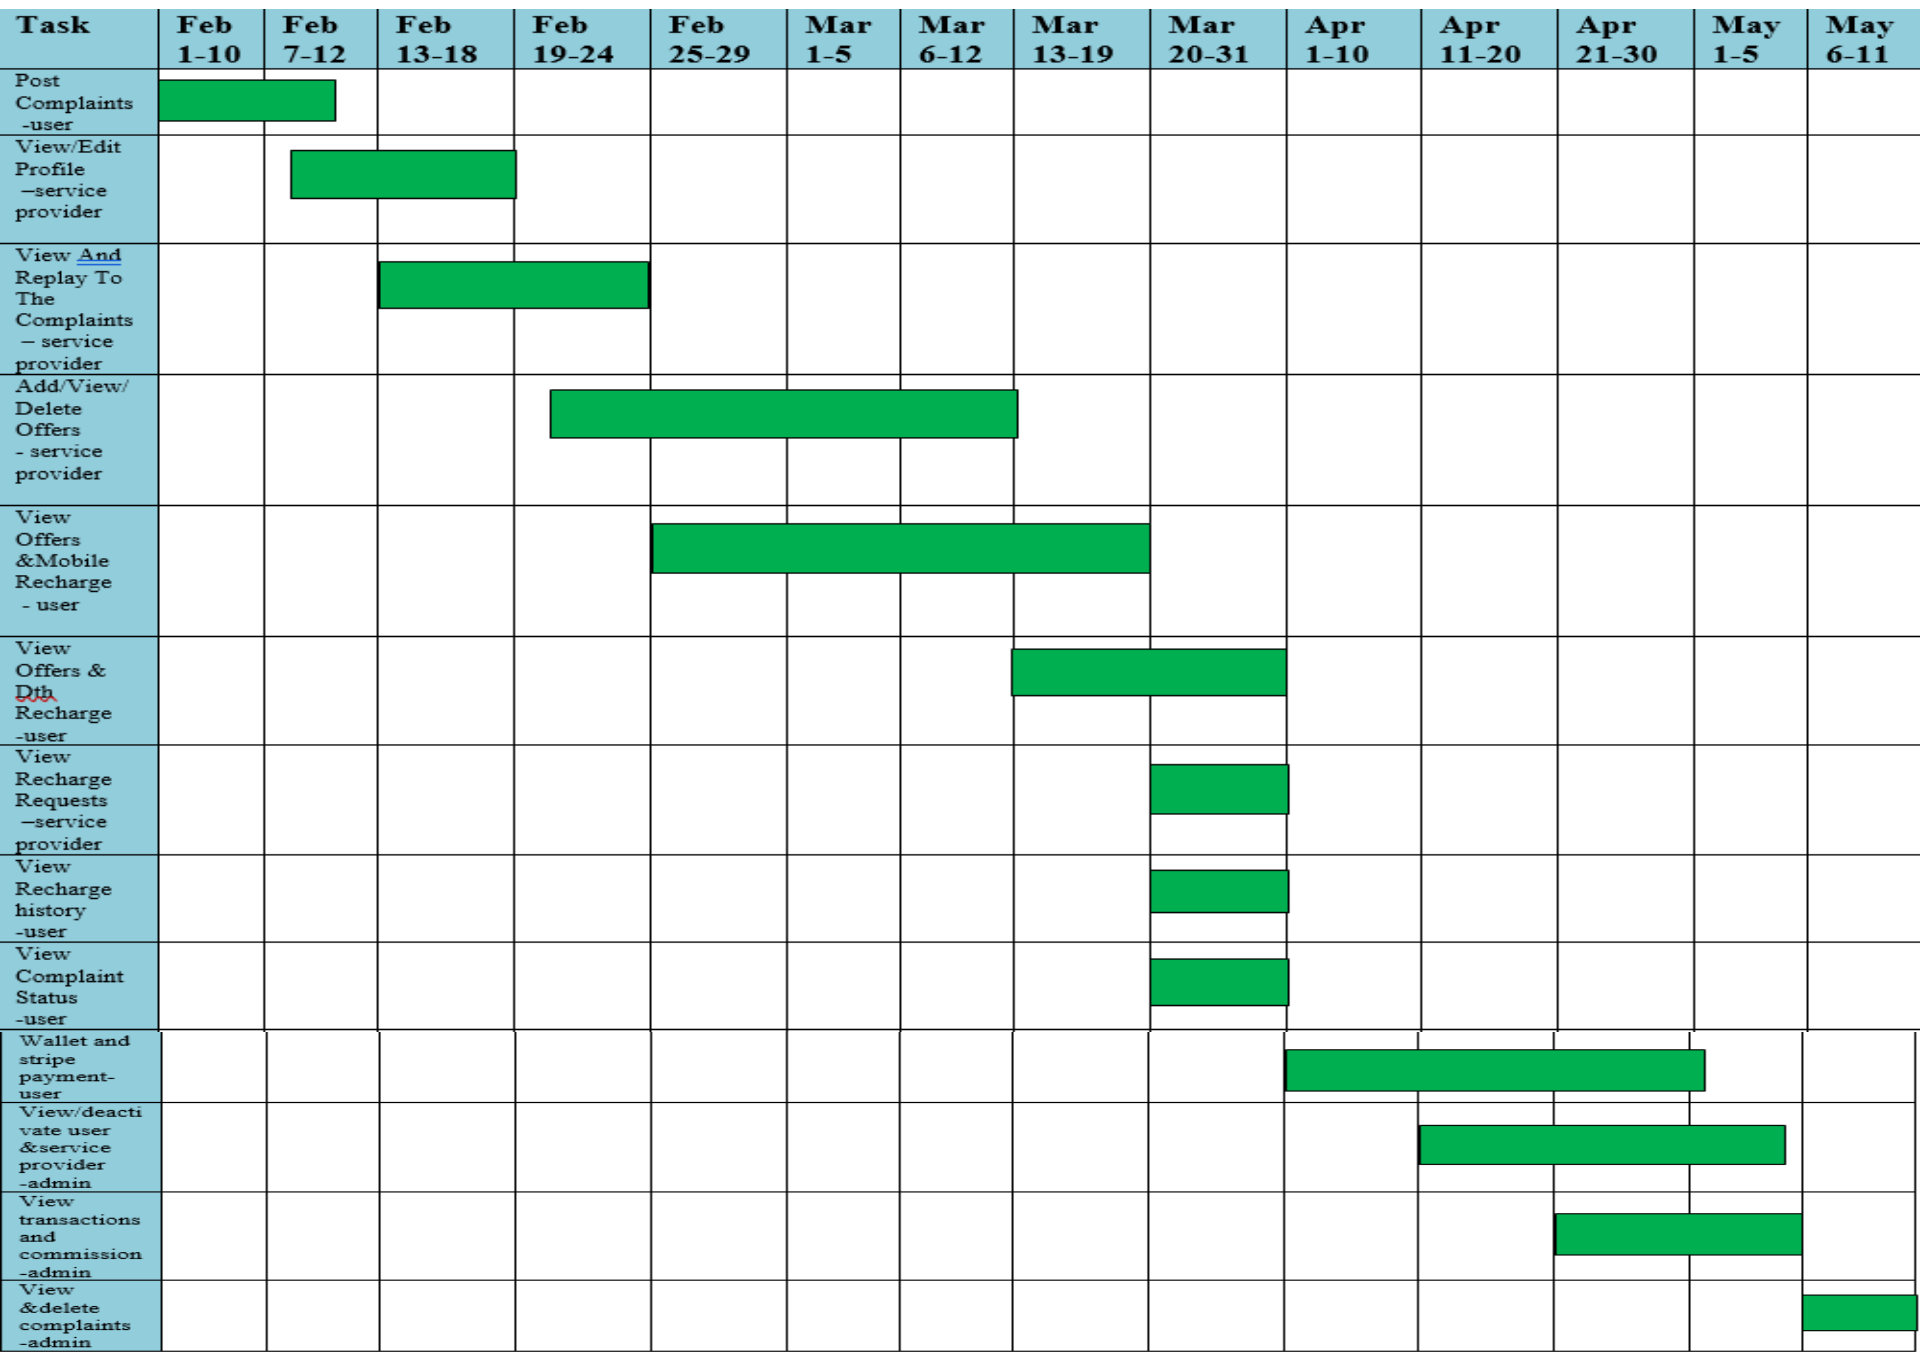 Task
Feb
1-10
Feb
7-12
Feb
13-18
Feb
19-24
Feb
25-29
Mar
1-5
Mar
6-12
Mar
13-19
Mar
20-31
Apr
1-10
Apr
11-20
Apr
21-30
May
1-5
May
6-11
Post
Complaints
-user
View/Edit
Profile
–service
provider
View And
Replay To
The
Complaints
– service
provider
Add/View/
Delete
Offers
- service
provider
View
Offers
&Mobile
Recharge
- user
View
Offers &
Dth
Recharge
-user
View
Recharge
Requests
–service
provider
View
Recharge
history
-user
View
Complaint
Status
-user
Wallet and
stripe
payment-
user
View/deacti
vate user
&service
provider
-admin
View
transactions
and
commission
-admin
View
&delete
complaints
-admin